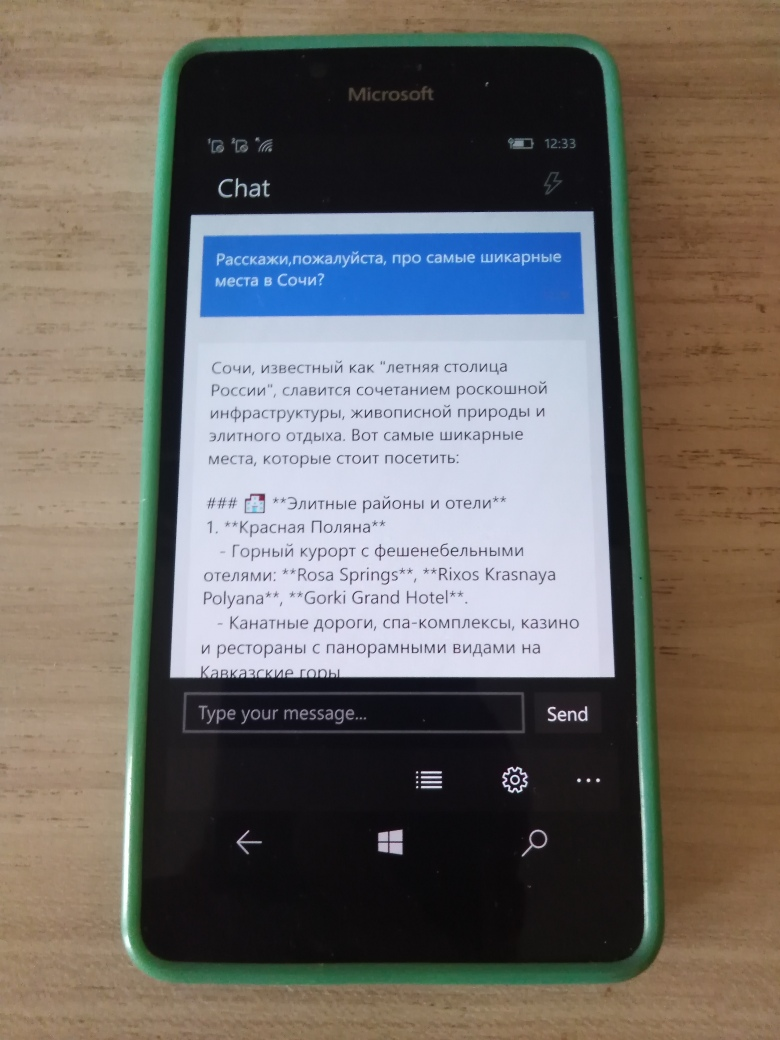 Microsoft
12:33
Chat
Расскажи,пожалуйста, про самые шикарные
места в Сочи?
Сочи, известный как "летняя столица
России", славится сочетанием роскошной
инфраструктуры, живописной природы и
элитного отдыха. Вот самые шикарные
места, которые стоит посетить:
### 🏨 **Элитные районы и отели**
1. **Красная Поляна**
- Горный курорт с фешенебельными
отелями: **Rosa Springs**, **Rixos Krasnaya
Polyana**, **Gorki Grand Hotel**.
- Канатные дороги, спа-комплексы, казино
и рестораны с панорамными видами на
Кавказские горы
Type your message...
Send